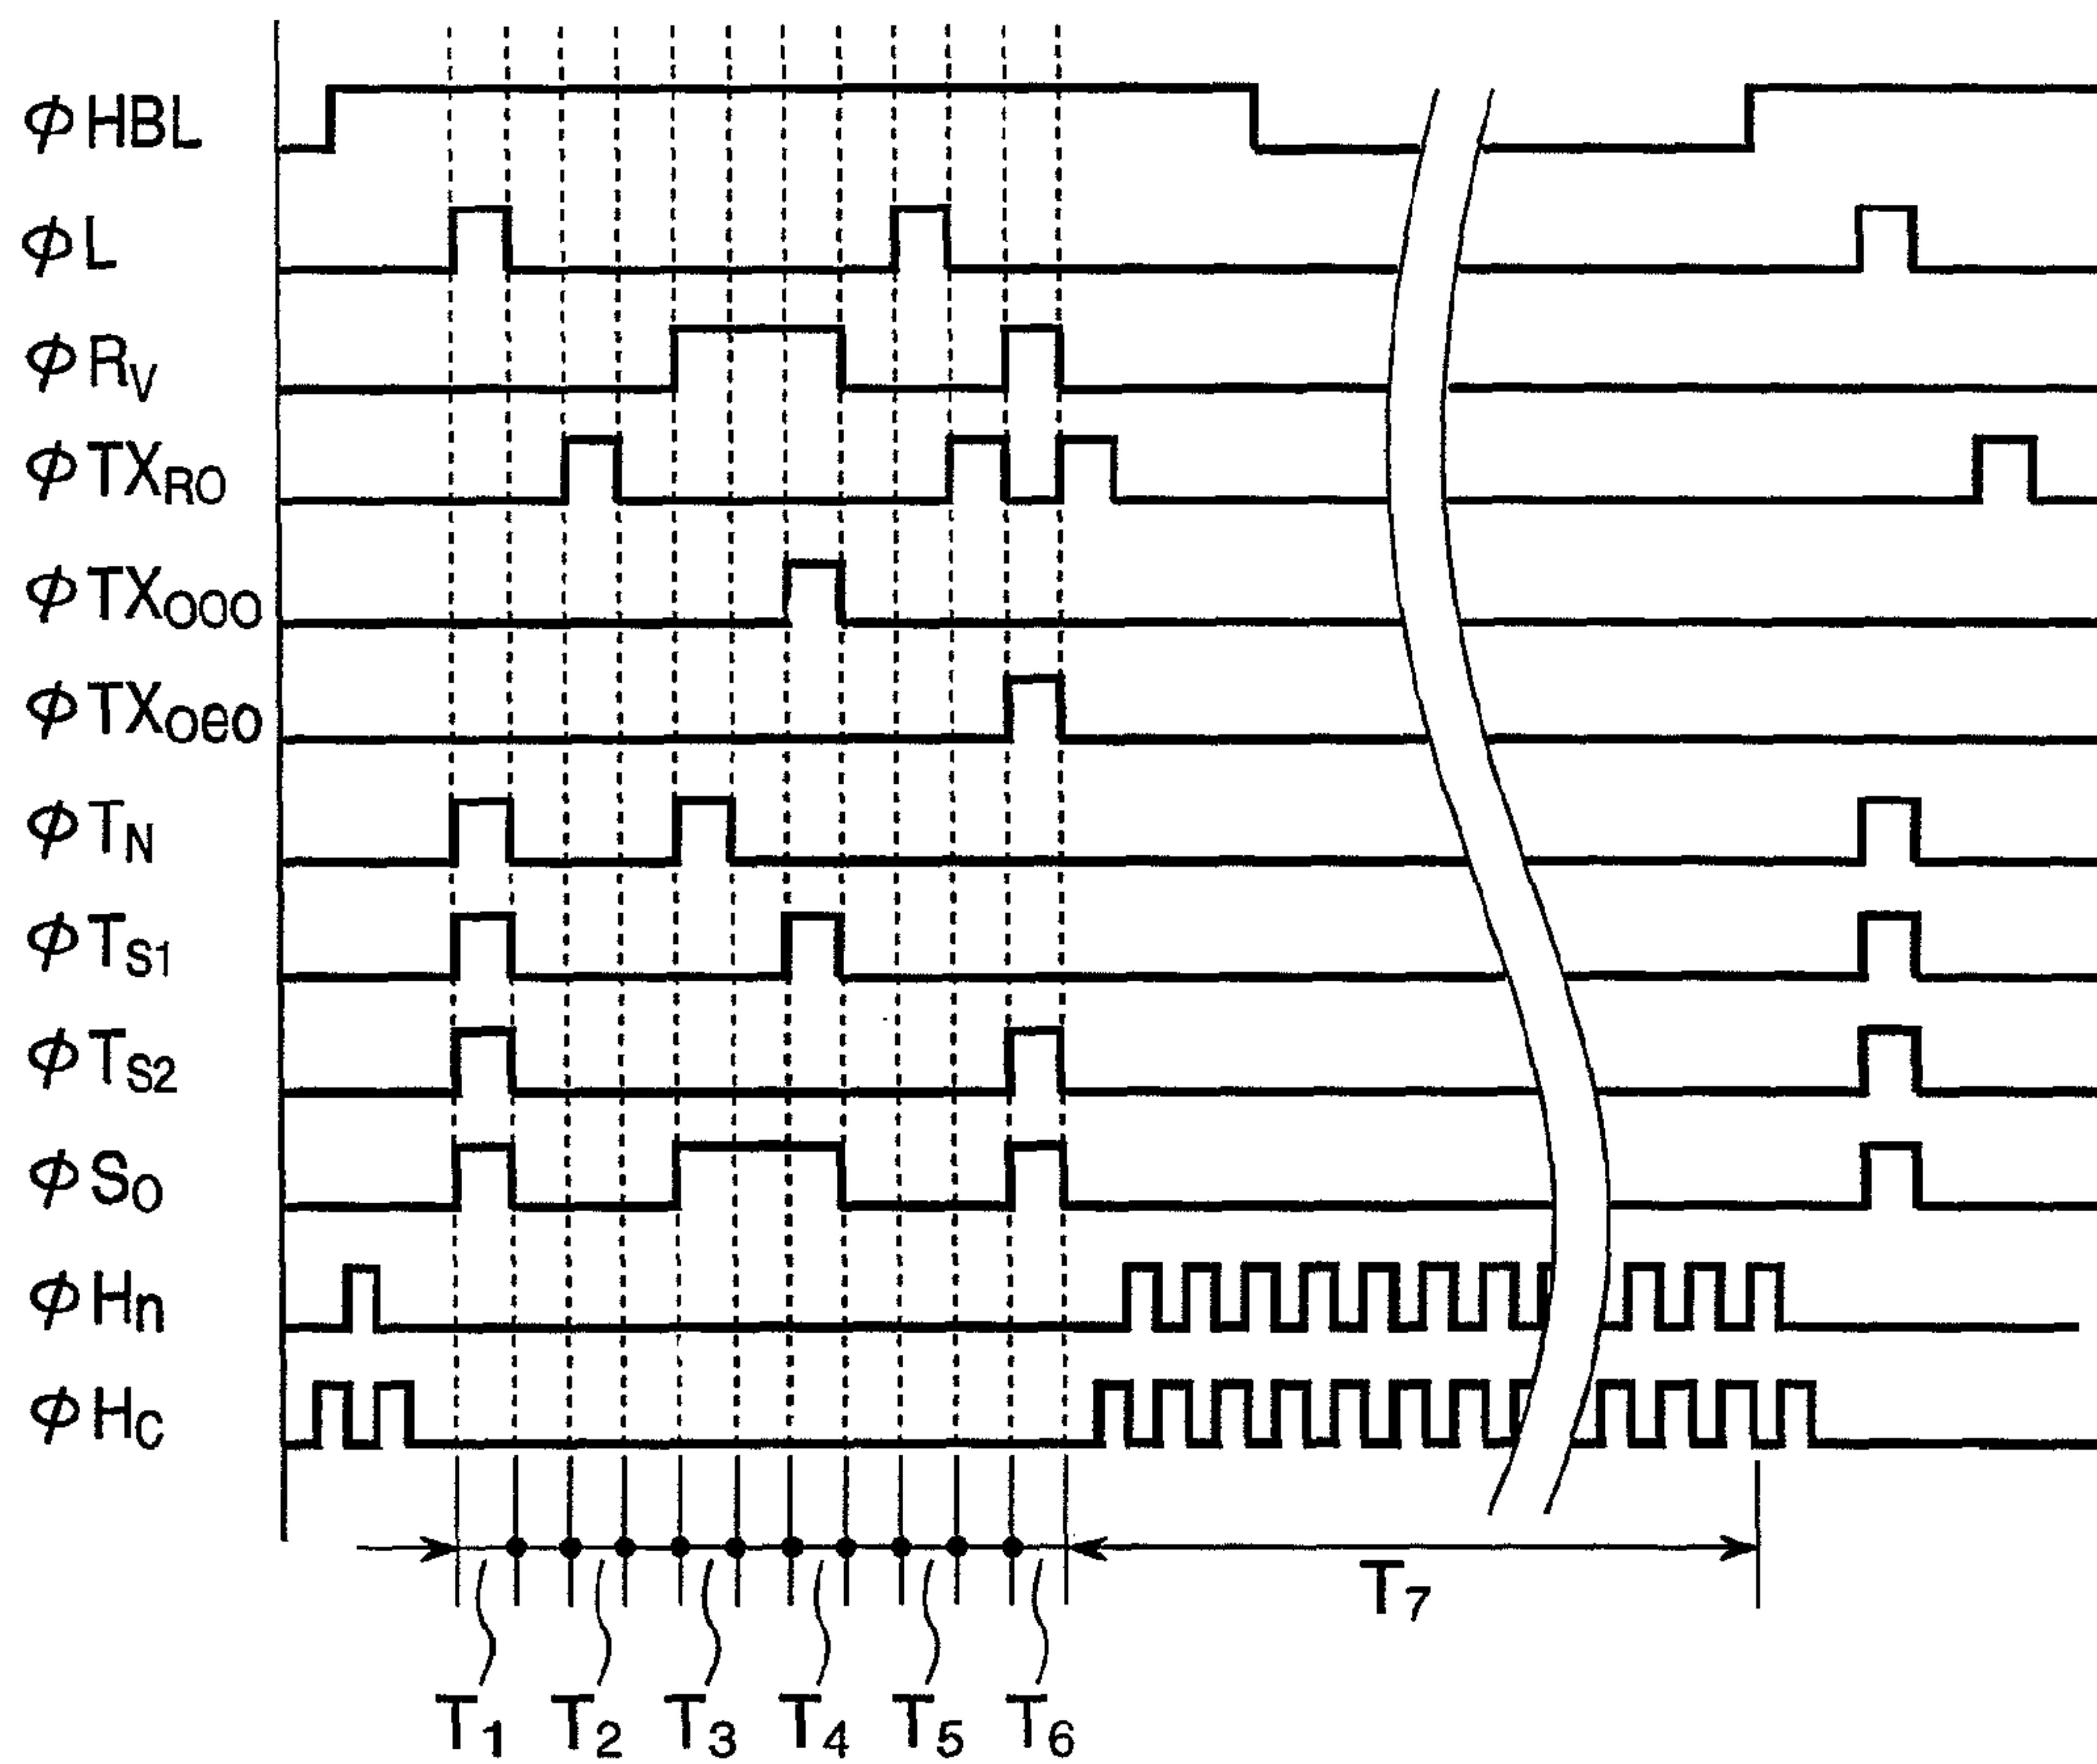 ϕHBL
ϕL
ϕRV
ϕTXRO
ϕTXOOO
ϕTXOeO
ϕTN
ϕTS1
ϕTS2
ϕSO
ϕHn
ϕHC
T7
T1 T2 T3 T4 T5 T6